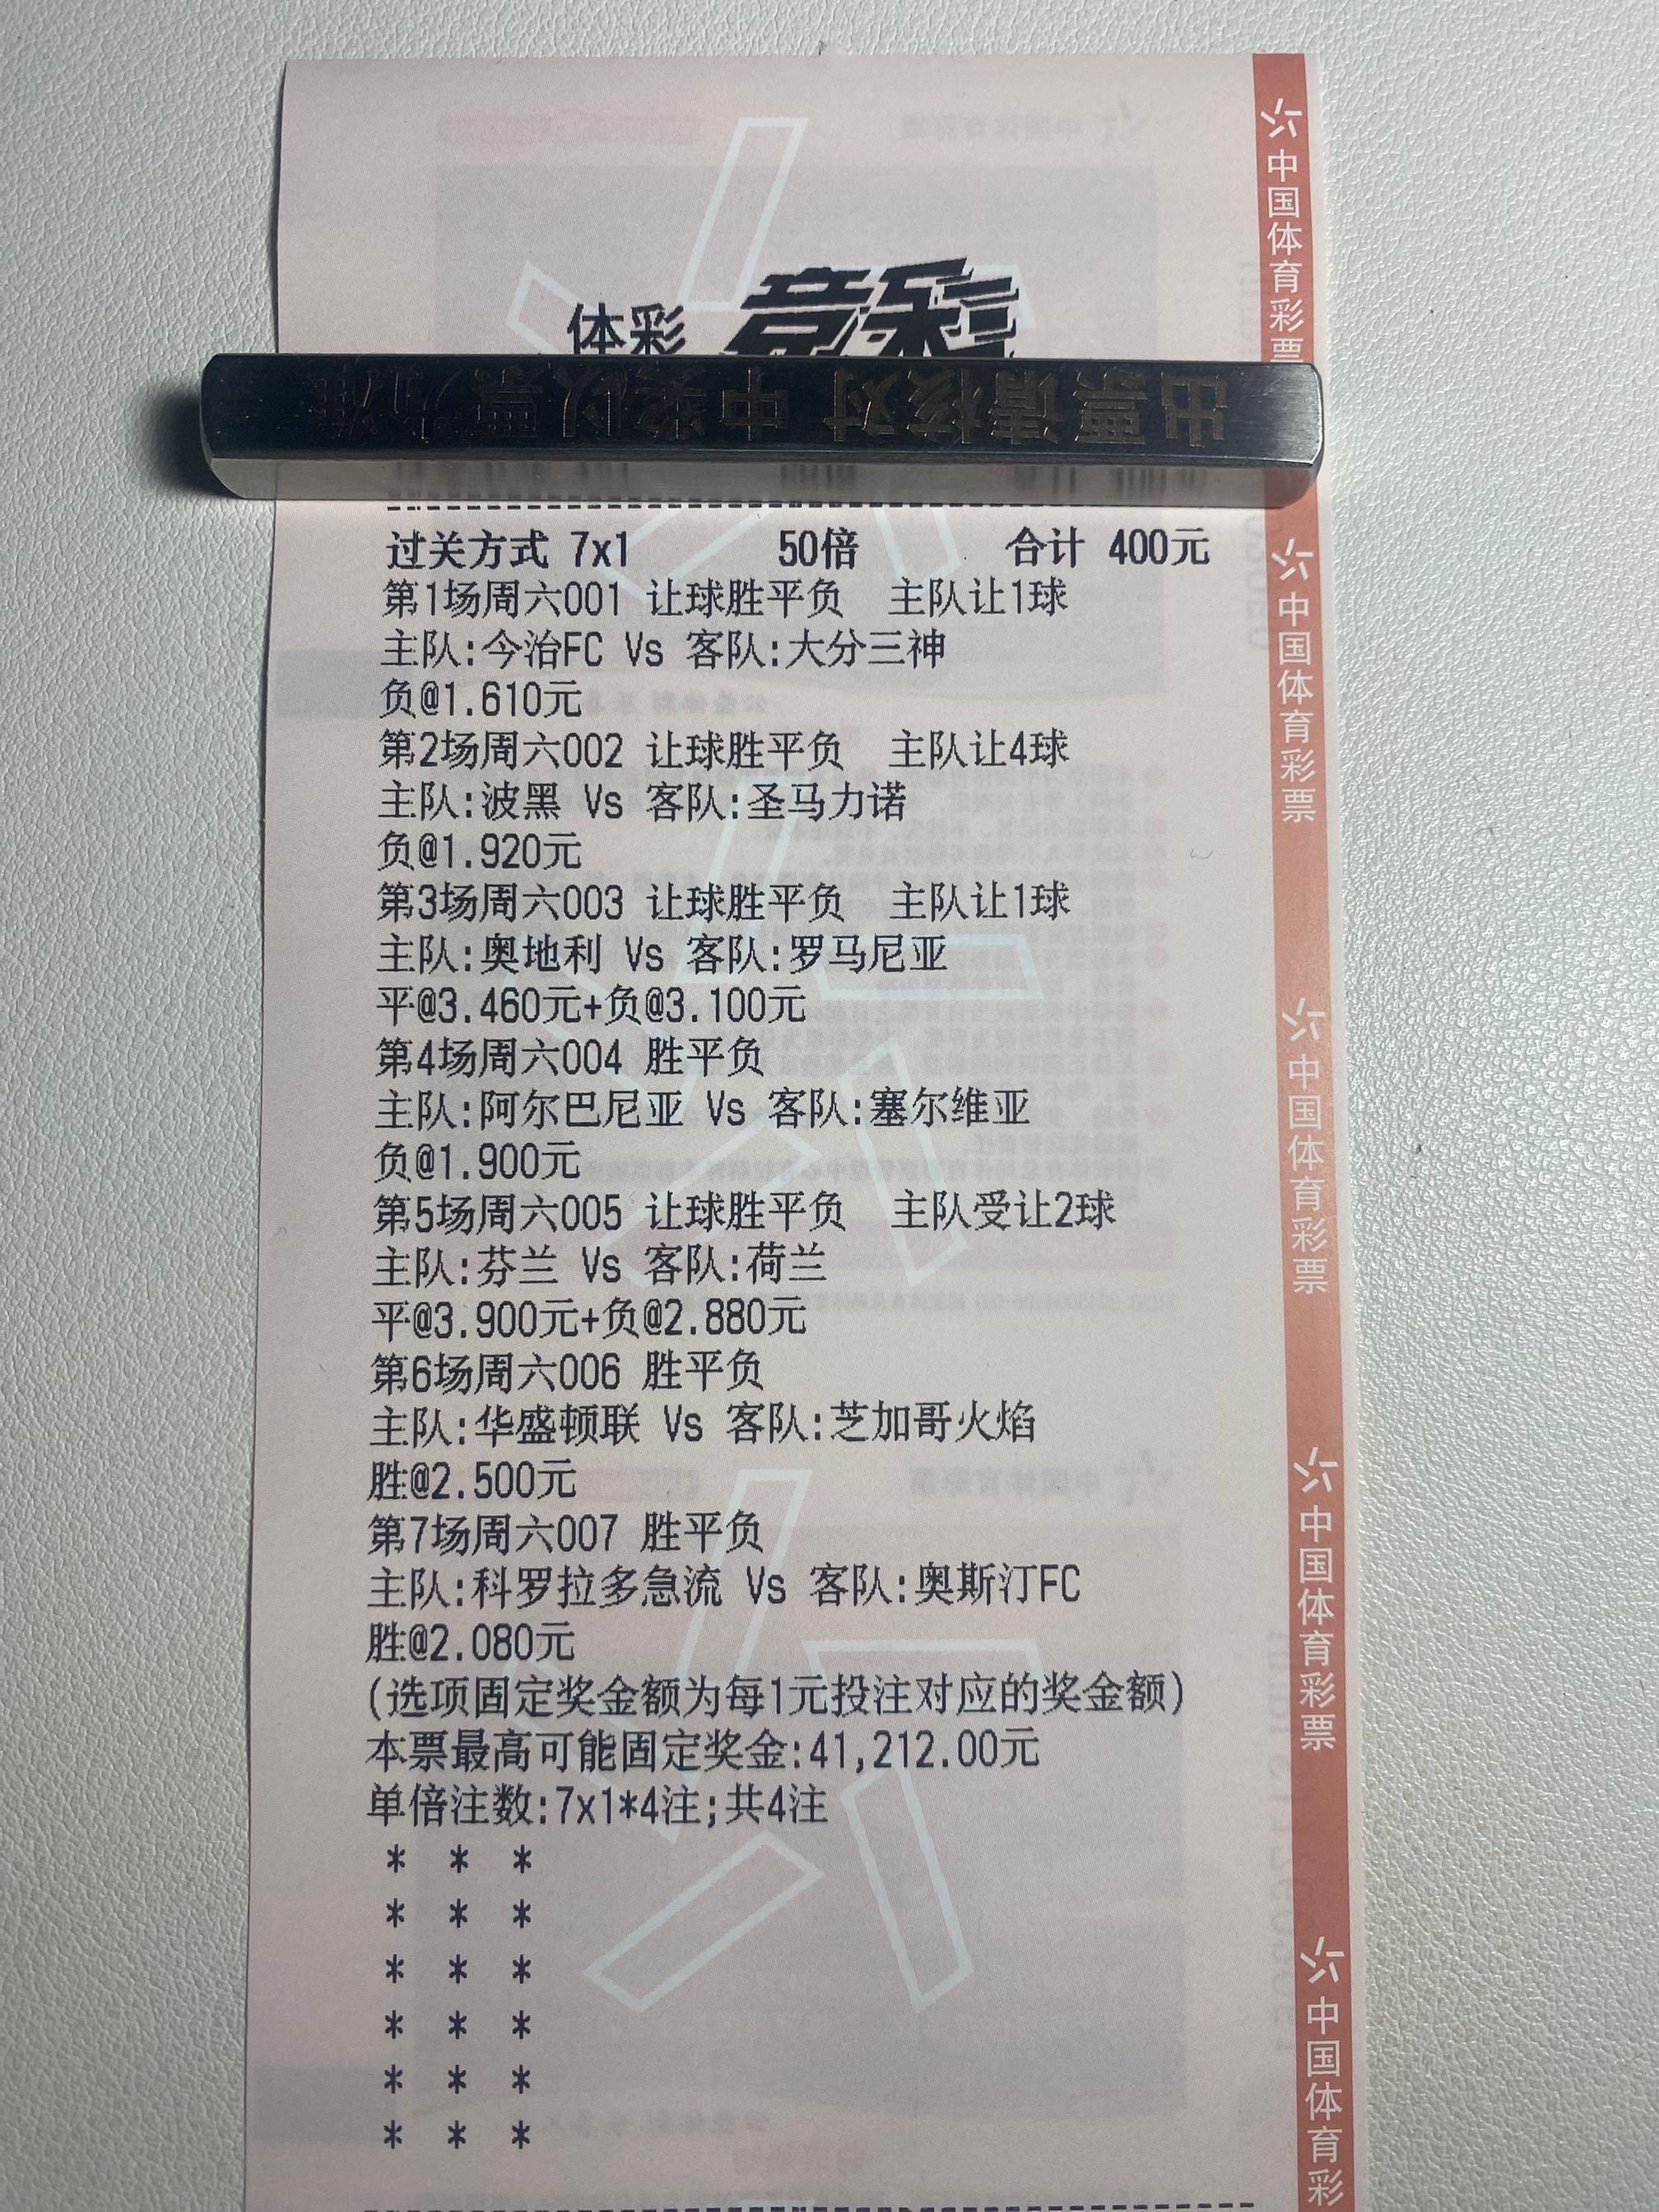 体彩 竞彩
出票请核对 中奖以票为准
过关方式 7x1 50倍 合计 400元
第1场周六001 让球胜平负 主队让1球
主队:今治FC Vs 客队:大分三神
负@1.610元
第2场周六002 让球胜平负 主队让4球
主队:波黑 Vs 客队:圣马力诺
负@1.920元
第3场周六003 让球胜平负 主队让1球
主队:奥地利 Vs 客队:罗马尼亚
平@3.460元+负@3.100元
第4场周六004 胜平负
主队:阿尔巴尼亚 Vs 客队:塞尔维亚
负@1.900元
第5场周六005 让球胜平负 主队受让2球
主队:芬兰 Vs 客队:荷兰
平@3.900元+负@2.880元
第6场周六006 胜平负
主队:华盛顿联 Vs 客队:芝加哥火焰
胜@2.500元
第7场周六007 胜平负
主队:科罗拉多急流 Vs 客队:奥斯汀FC
胜@2.080元
(选项固定奖金额为每1元投注对应的奖金额)
本票最高可能固定奖金:41,212.00元
单倍注数:7x1*4注;共4注
* * *
* * *
* * *
* * *
* * *
* * *
中国体育彩票
中国体育彩票
中国体育彩票
中国体育彩票
中国体育彩